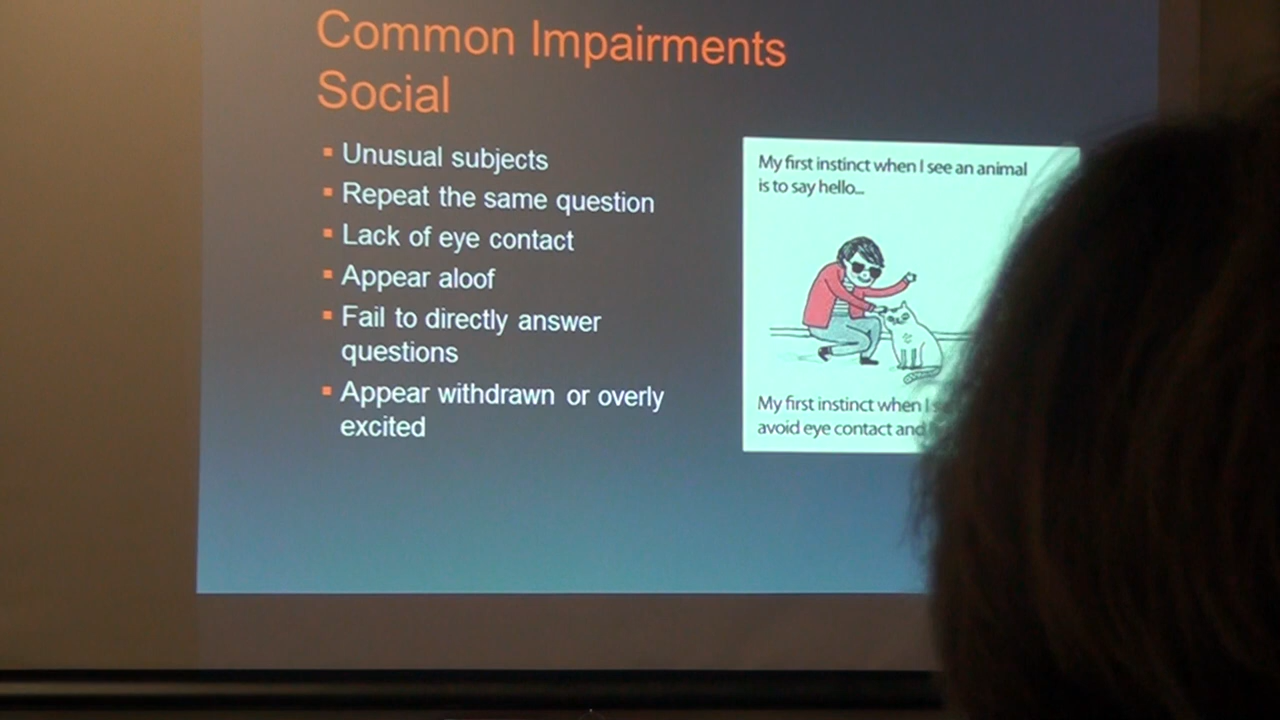 Common Impairments
Social
Unusual subjects
Repeat the same question
Lack of eye contact
Appear aloof
Fail to directly answer
questions
Appear withdrawn or overly
excited
My first instinct when I see an animal
is to say hello...
My first instinct when I
avoid eye contact and